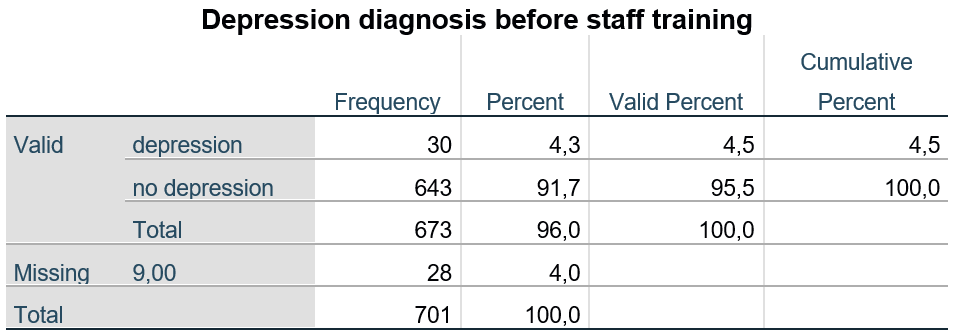 Depression diagnosis before staff training
Cumulative
Frequency Percent Valid Percent Percent
Valid depression 30 4,3 4,5 4,5
no depression 643 91,7 95,5 100,0
Total 673 96,0 100,0
Missing 9,00 28 4,0
Total 701 100,0